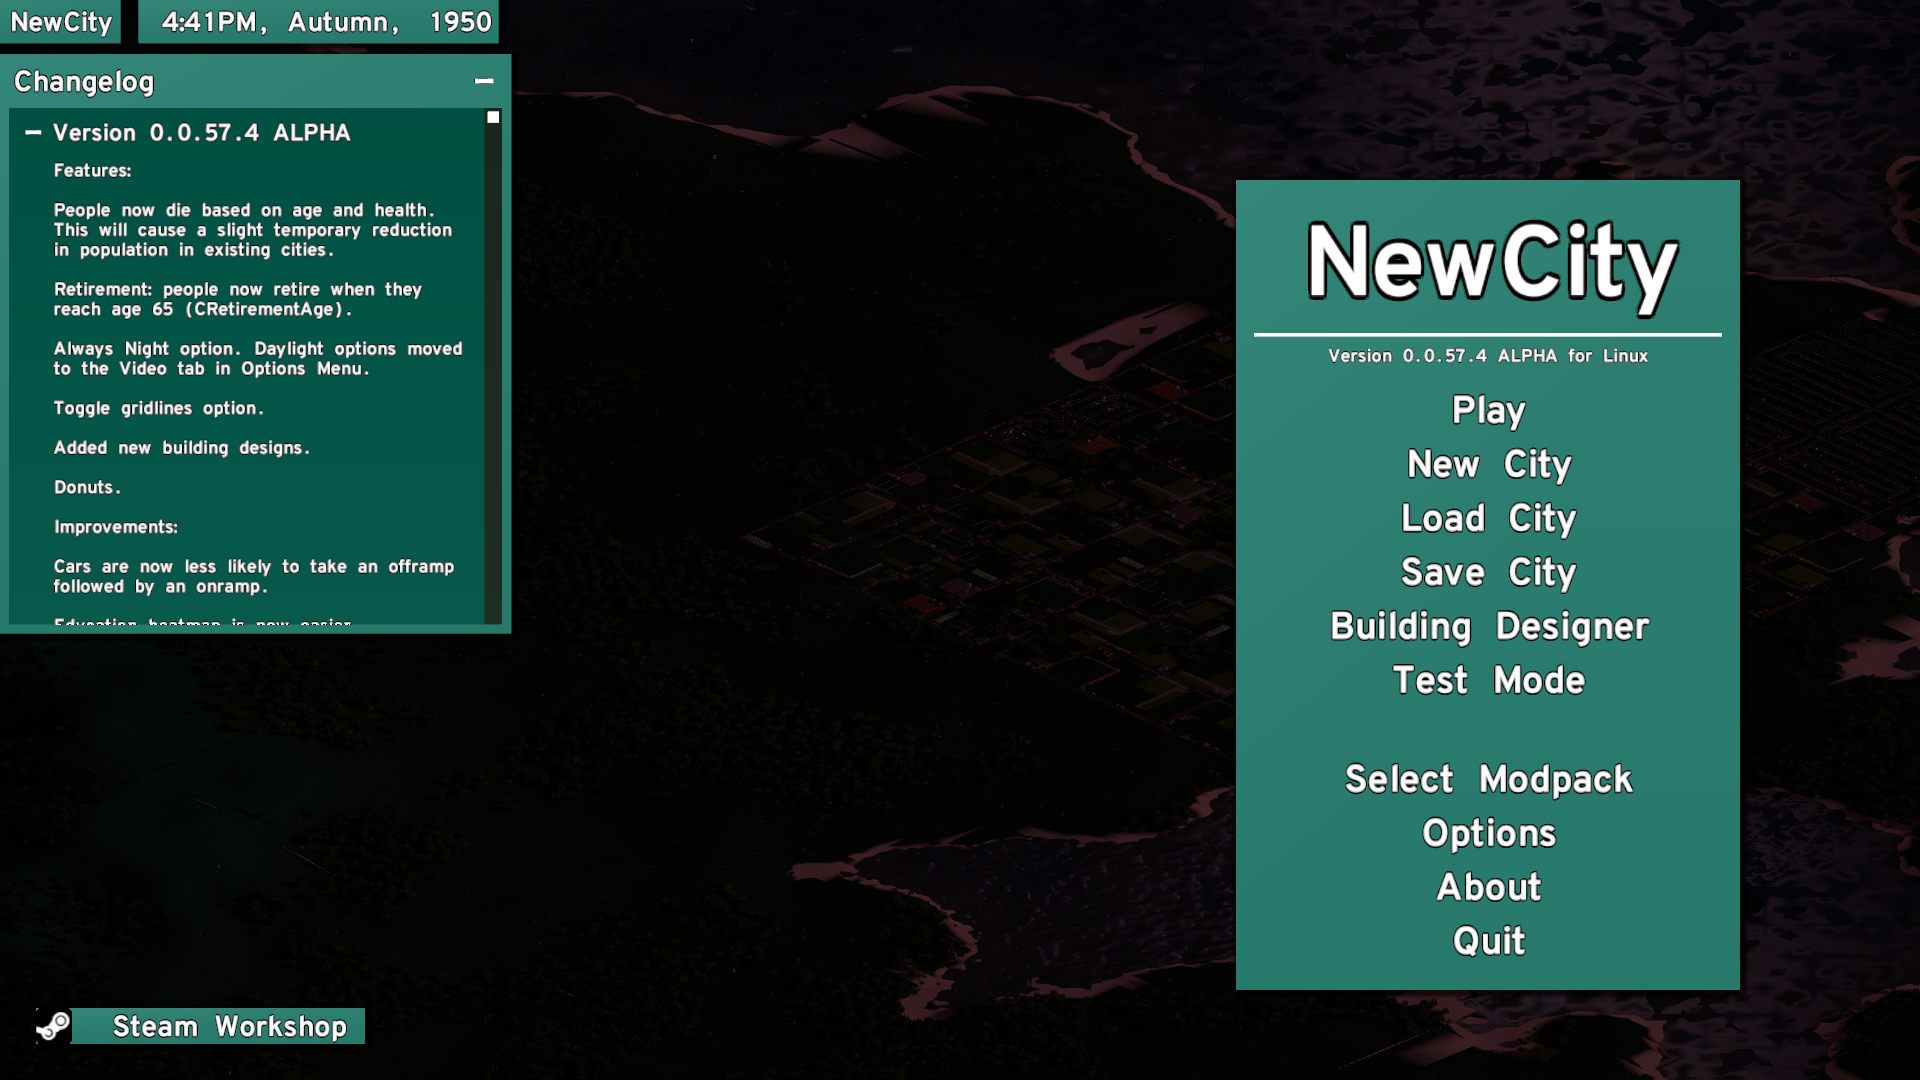 NewCity
4:41PM, Autumn, 1950
Changelog
Version 0.0.57.4 ALPHA
Features:
People now die based on age and health.
This will cause a slight temporary reduction
in population in existing cities.
Retirement: people now retire when they
reach age 65 (CRetirementAge).
Always Night option. Daylight options moved
to the Video tab in Options Menu.
Toggle gridlines option.
Added new building designs.
Donuts.
Improvements:
Cars are now less likely to take an offramp
followed by an onramp.
Education heatmap is now easier
NewCity
Version 0.0.57.4 ALPHA for Linux
Play
New City
Load City
Save City
Building Designer
Test Mode
Select Modpack
Options
About
Quit
Steam Workshop